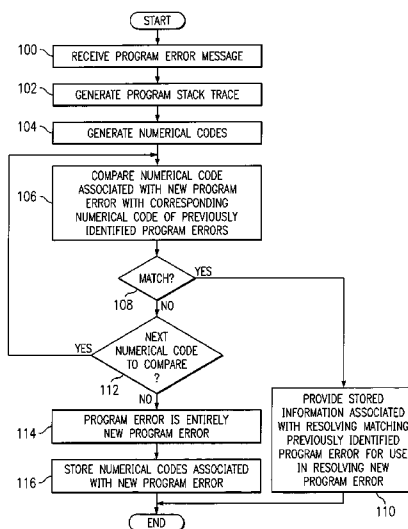 START
100
RECEIVE PROGRAM ERROR MESSAGE
102
GENERATE PROGRAM STACK TRACE
104
GENERATE NUMERICAL CODES
106
COMPARE NUMERICAL CODE
ASSOCIATED WITH NEW PROGRAM
ERROR WITH CORRESPONDING
NUMERICAL CODE OF PREVIOUSLY
IDENTIFIED PROGRAM ERRORS
MATCH?
YES
108
NO
NEXT
NUMERICAL CODE
TO COMPARE
?
YES
112
NO
114
PROGRAM ERROR IS ENTIRELY
NEW PROGRAM ERROR
116
STORE NUMERICAL CODES ASSOCIATED
WITH NEW PROGRAM ERROR
PROVIDE STORED
INFORMATION ASSOCIATED
WITH RESOLVING MATCHING
PREVIOUSLY IDENTIFIED
PROGRAM ERROR FOR USE
IN RESOLVING NEW
PROGRAM ERROR
110
END